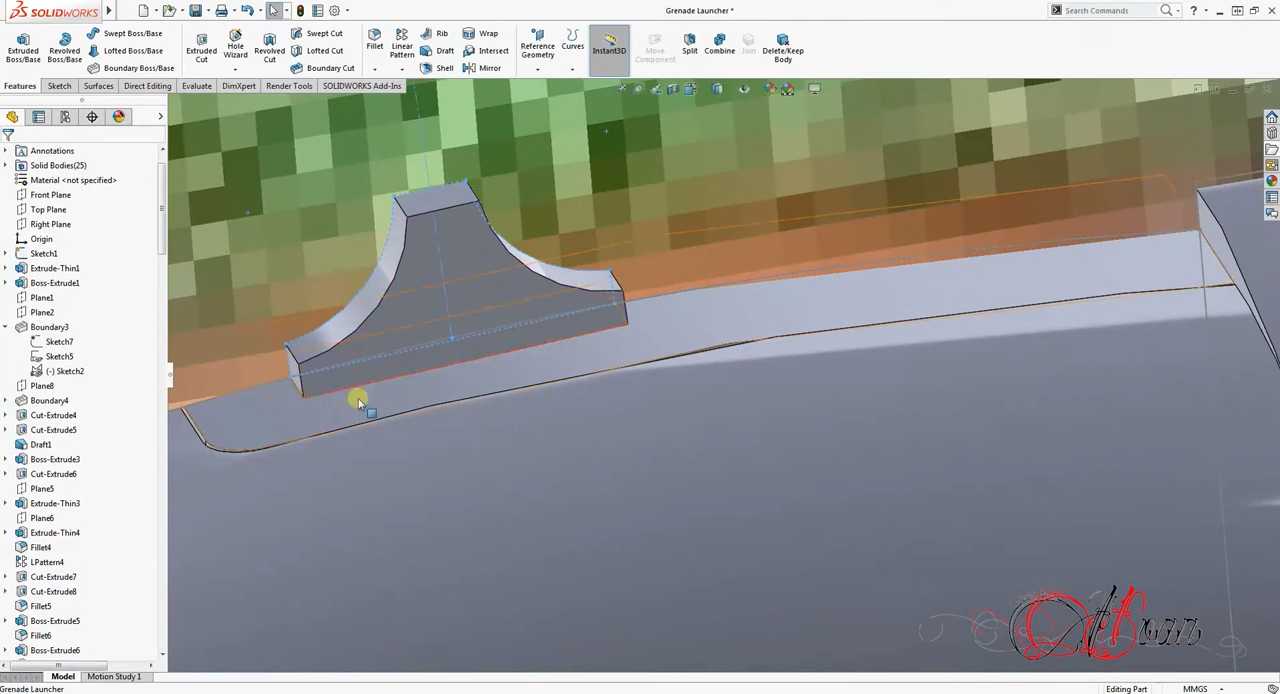 SOLIDWORKS
Grenade Launcher *
Search Commands
Extruded Boss/Base
Revolved Boss/Base
Swept Boss/Base
Lofted Boss/Base
Boundary Boss/Base
Extruded Cut
Hole Wizard
Revolved Cut
Swept Cut
Lofted Cut
Boundary Cut
Fillet
Linear Pattern
Rib
Draft
Shell
Wrap
Intersect
Mirror
Reference Geometry
Curves
Instant3D
Move Component
Split
Combine
Join
Delete/Keep Body
Features
Sketch
Surfaces
Direct Editing
Evaluate
DimXpert
Render Tools
SOLIDWORKS Add-Ins
Annotations
Solid Bodies(25)
Material <not specified>
Front Plane
Top Plane
Right Plane
Origin
Sketch1
Extrude-Thin1
Boss-Extrude1
Plane1
Plane2
Boundary3
Sketch7
Sketch5
(-) Sketch2
Plane8
Boundary4
Cut-Extrude4
Cut-Extrude5
Draft1
Boss-Extrude3
Cut-Extrude6
Plane5
Extrude-Thin3
Plane6
Extrude-Thin4
Fillet4
LPattern4
Cut-Extrude7
Cut-Extrude8
Fillet5
Boss-Extrude5
Fillet6
Boss-Extrude6
Model
Motion Study 1
Grenade Launcher
Editing Part
MMGS